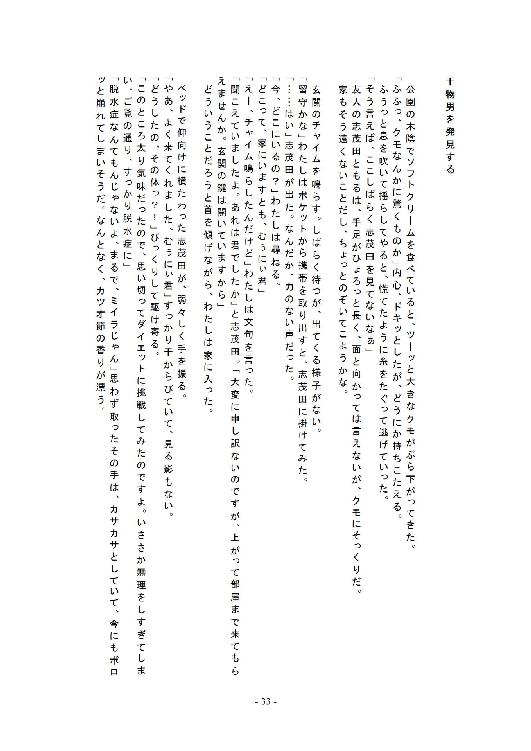 干物男を発見する
公園の木陰でソフトクリームを食べていると、ツーッと大きなクモがぶら下がってきた。
「ふふっ、クモなんかに驚くものか」内心、ドキッとしたが、どうにか持ちこたえる。
ふうっと息を吹いて揺らしてやると、慌てたように糸をたぐって逃げていった。
「そう言えば、ここしばらく志茂田を見てないなぁ」
友人の志茂田ともるは、手足がひょろっと長く、面と向かっては言えないが、クモにそっくりだ。
家もそう遠くないことだし、ちょっとのぞいてこようかな。
玄関のチャイムを鳴らす。しばらく待つが、出てくる様子がない。
「留守かな」わたしはポケットから携帯を取り出すと、志茂田に掛けてみた。
「……はい」志茂田が出た。なんだか、力のない声だった。
「今、どこにいるの？」わたしは尋ねる。
「どこって、家にいますとも、むぅにぃ君」
「えー、チャイム鳴らしたんだけど」わたしは文句を言った。
「聞こえていましたよ。あれは君でしたか」と志茂田。「大変に申し訳ないのですが、上がって部屋まで来てもら
えませんか。玄関の鍵は開いていますから」
どういうことだろうと首を傾げながら、わたしは家に入った。
ベッドで仰向けに横たわった志茂田が、弱々しく手を振る。
「やあ、よく来てくれました、むぅにぃ君」すっかり干からびていて、見る影もない。
「どうしたの、その体っ？！」びっくりして駆け寄る。
「このところ太り気味だったので、思い切ってダイエットに挑戦してみたのですよ。いささか無理をしすぎてしま
い、ご覧の通り、すっかり脱水症に」
「脱水症なんてもんじゃないよ、まるで、ミイラじゃん」思わず取ったその手は、カサカサとしていて、今にもボロ
ッと崩れてしまいそうだ。なんとなく、カツオ節の香りが漂う。
- 33 -